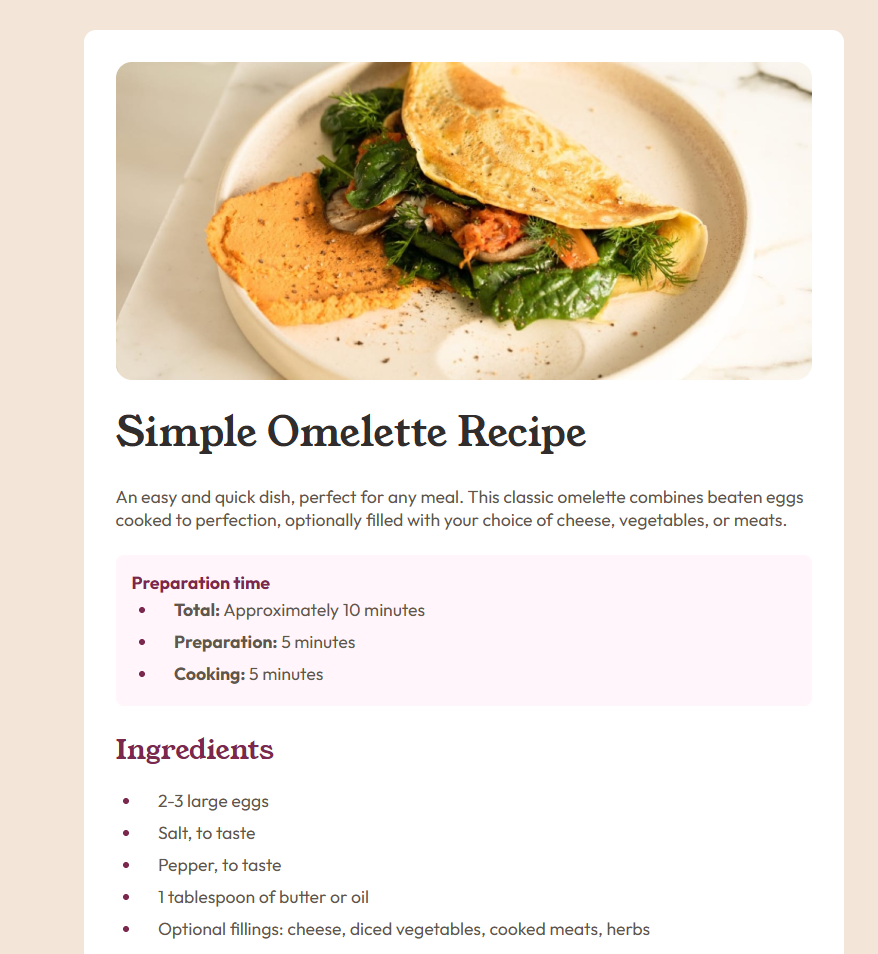 Simple Omelette Recipe
An easy and quick dish, perfect for any meal. This classic omelette combines beaten eggs
cooked to perfection, optionally filled with your choice of cheese, vegetables, or meats.
Preparation time
• Total: Approximately 10 minutes
• Preparation: 5 minutes
• Cooking: 5 minutes
Ingredients
• 2-3 large eggs
• Salt, to taste
• Pepper, to taste
• 1 tablespoon of butter or oil
• Optional fillings: cheese, diced vegetables, cooked meats, herbs